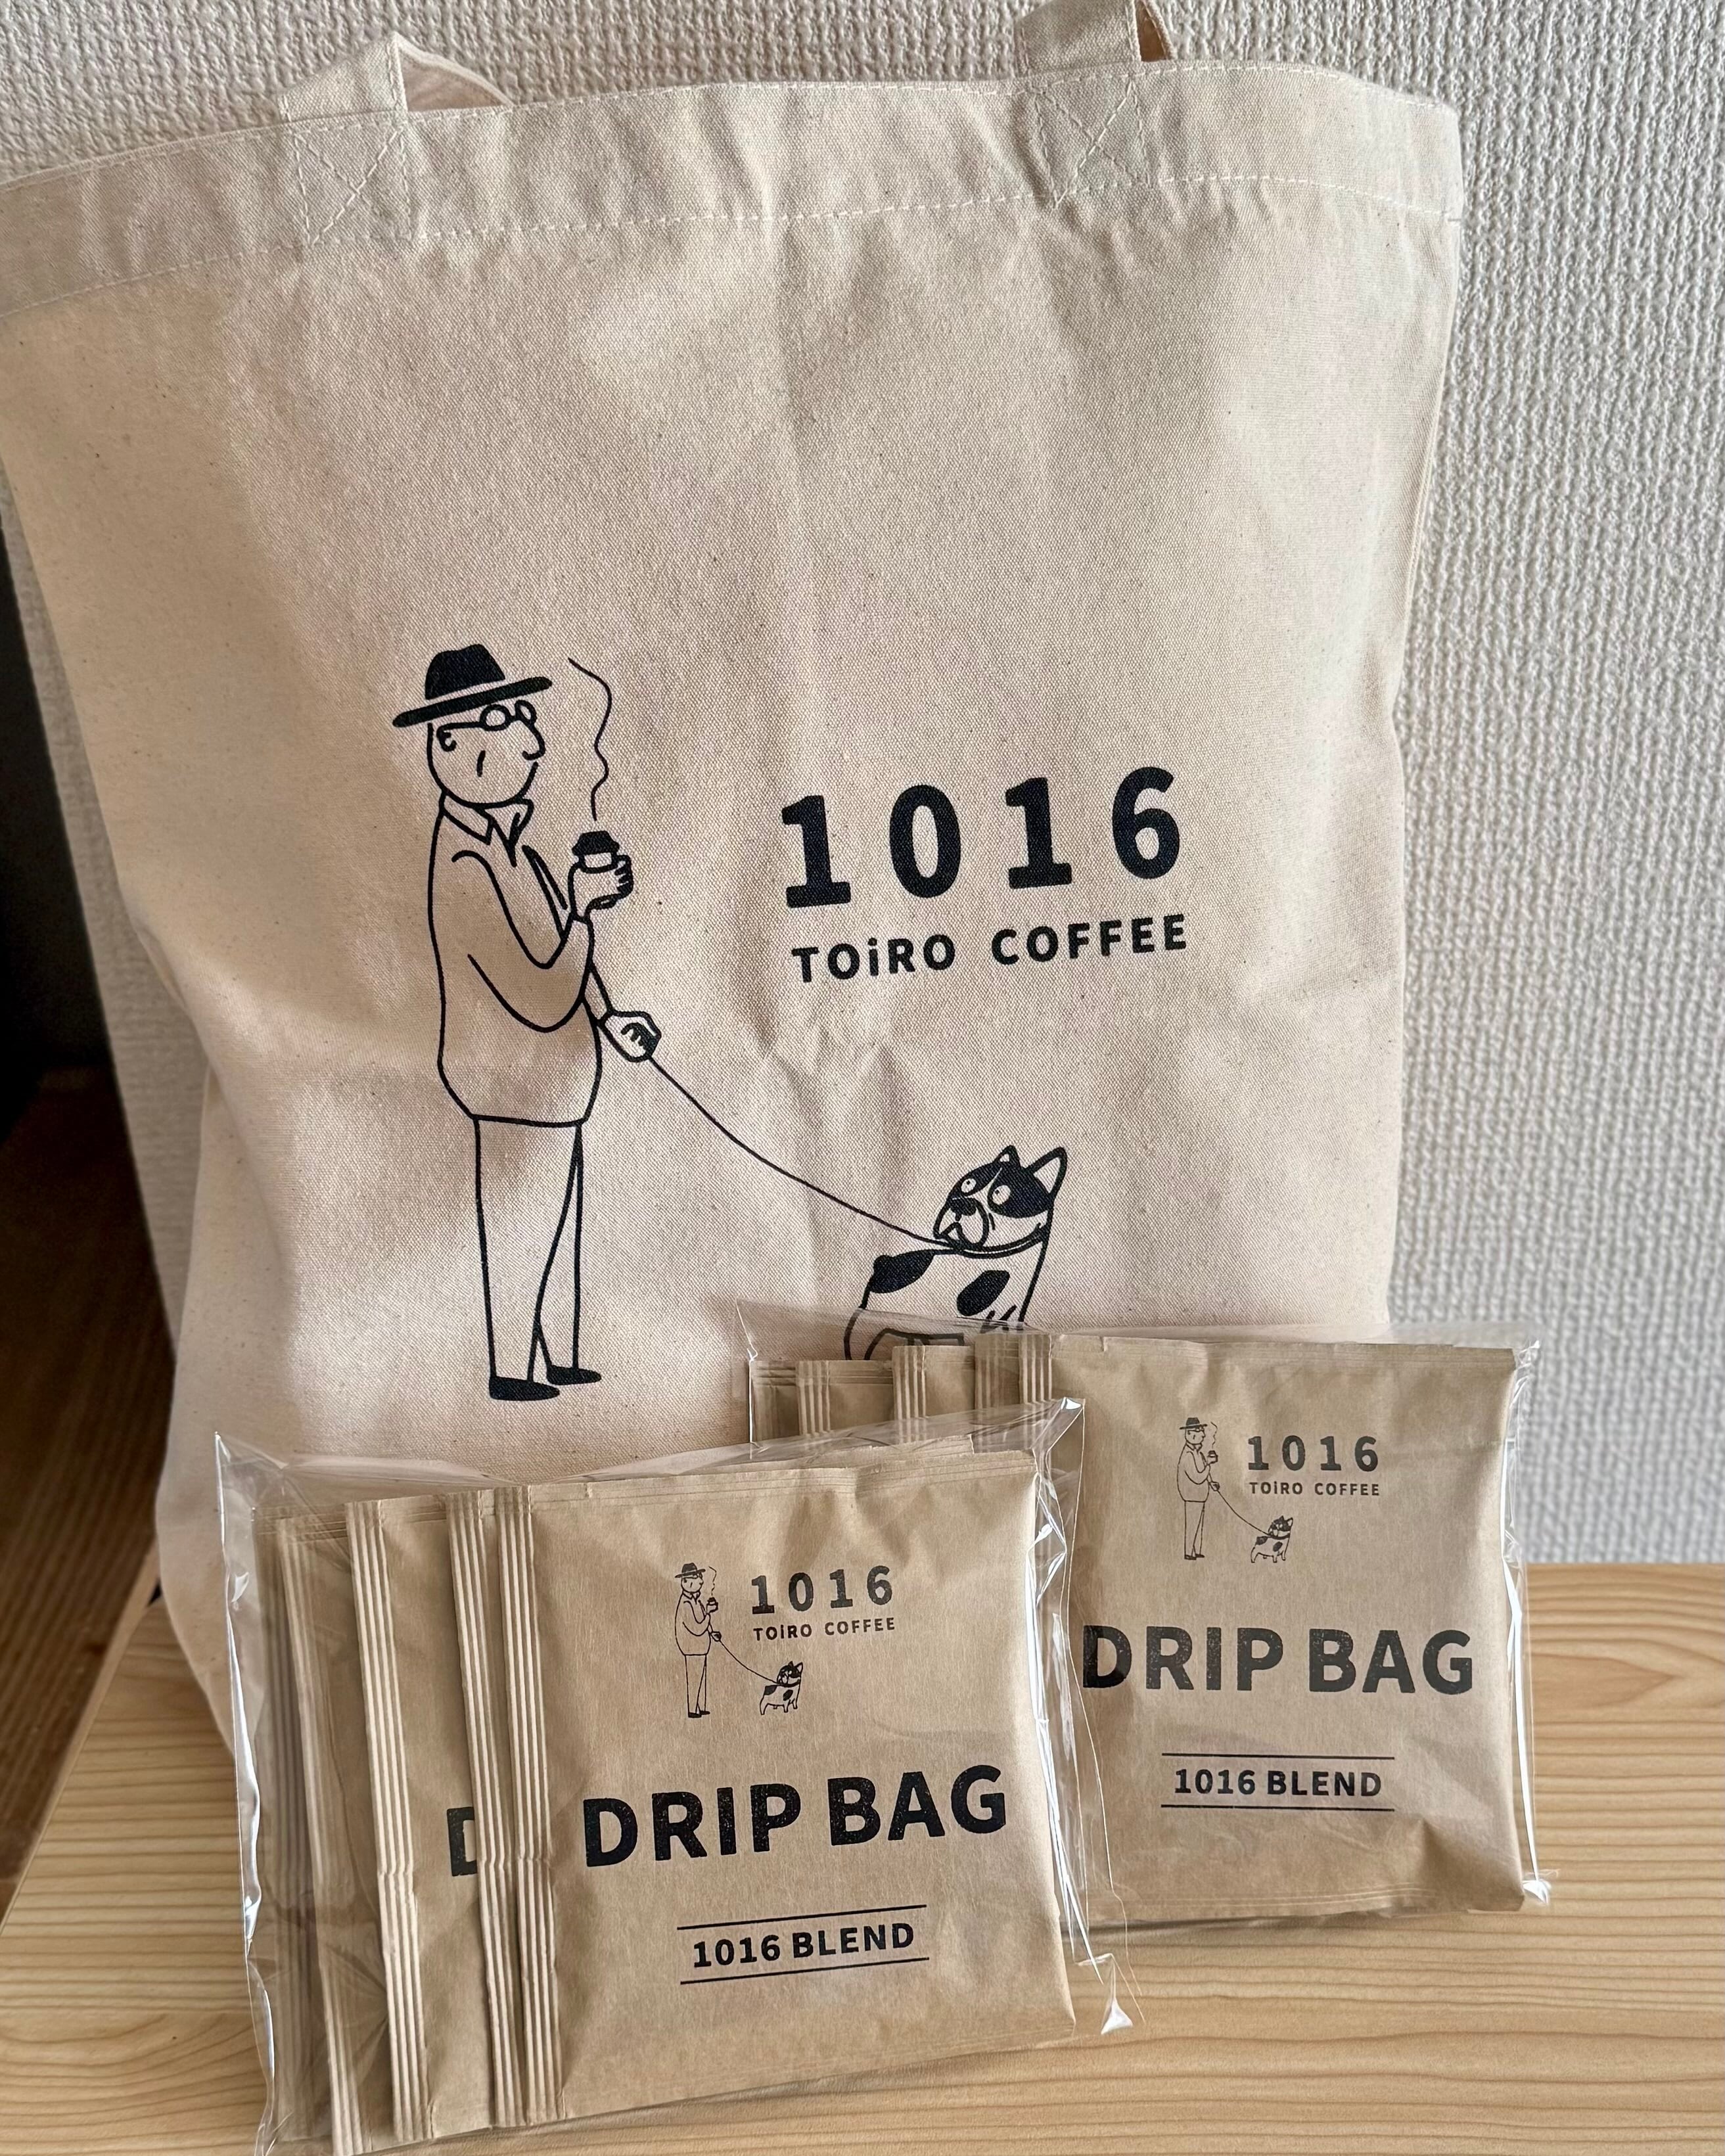 1016
TOiRO COFFEE
1016
TOiRO COFFEE
DRIP BAG
1016 BLEND
1016
TOiRO COFFEE
D
DRIP BAG
1016 BLEND